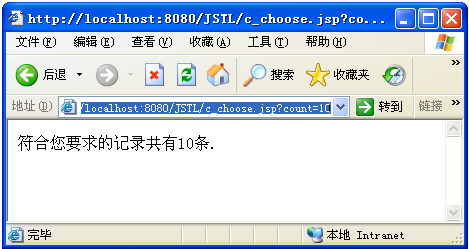 http://localhost:8080/JSTL/c_choose.jsp?co...
文件(F) 编辑(E) 查看(V) 收藏(A) 工具(T) 帮助(H)
后退 搜索 收藏夹 »
地址(D) /localhost:8080/JSTL/c_choose.jsp?count=10 转到 链接 »
符合您要求的记录共有10条.
完毕 本地 Intranet